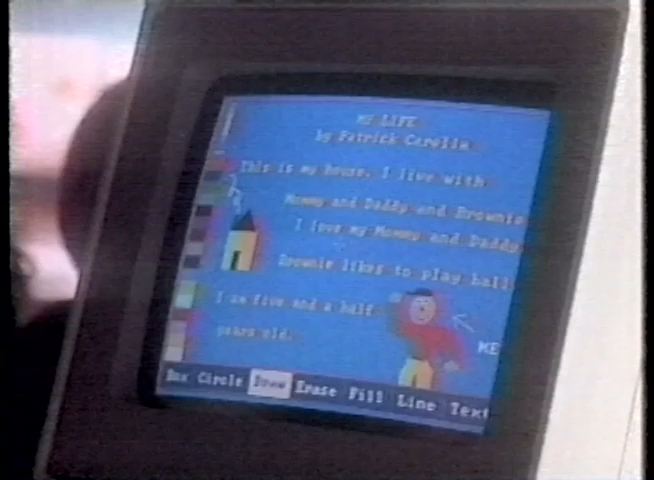 MY LIFE
by Patrick
This is my house. I live with
Mommy and Daddy and Brownie
I love my Mommy and Daddy
Brownie likes to play ball
I am five and a half
years old.
ME
Box Circle Draw Erase Fill Line Text